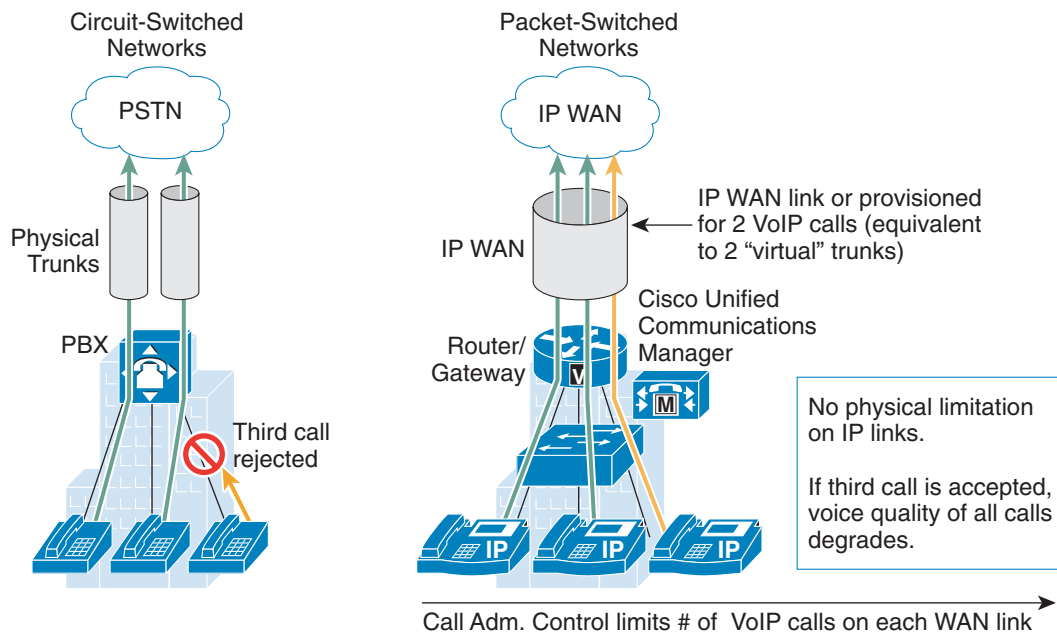 Circuit-Switched
Networks
PSTN
Physical
Trunks
PBX
Third call
rejected
Packet-Switched
Networks
IP WAN
IP WAN link or provisioned
for 2 VoIP calls (equivalent
to 2 “virtual” trunks)
IP WAN
Cisco Unified
Communications
Manager
Router/
Gateway
V
M
IP
IP
IP
No physical limitation
on IP links.
If third call is accepted,
voice quality of all calls
degrades.
Call Adm. Control limits # of VoIP calls on each WAN link